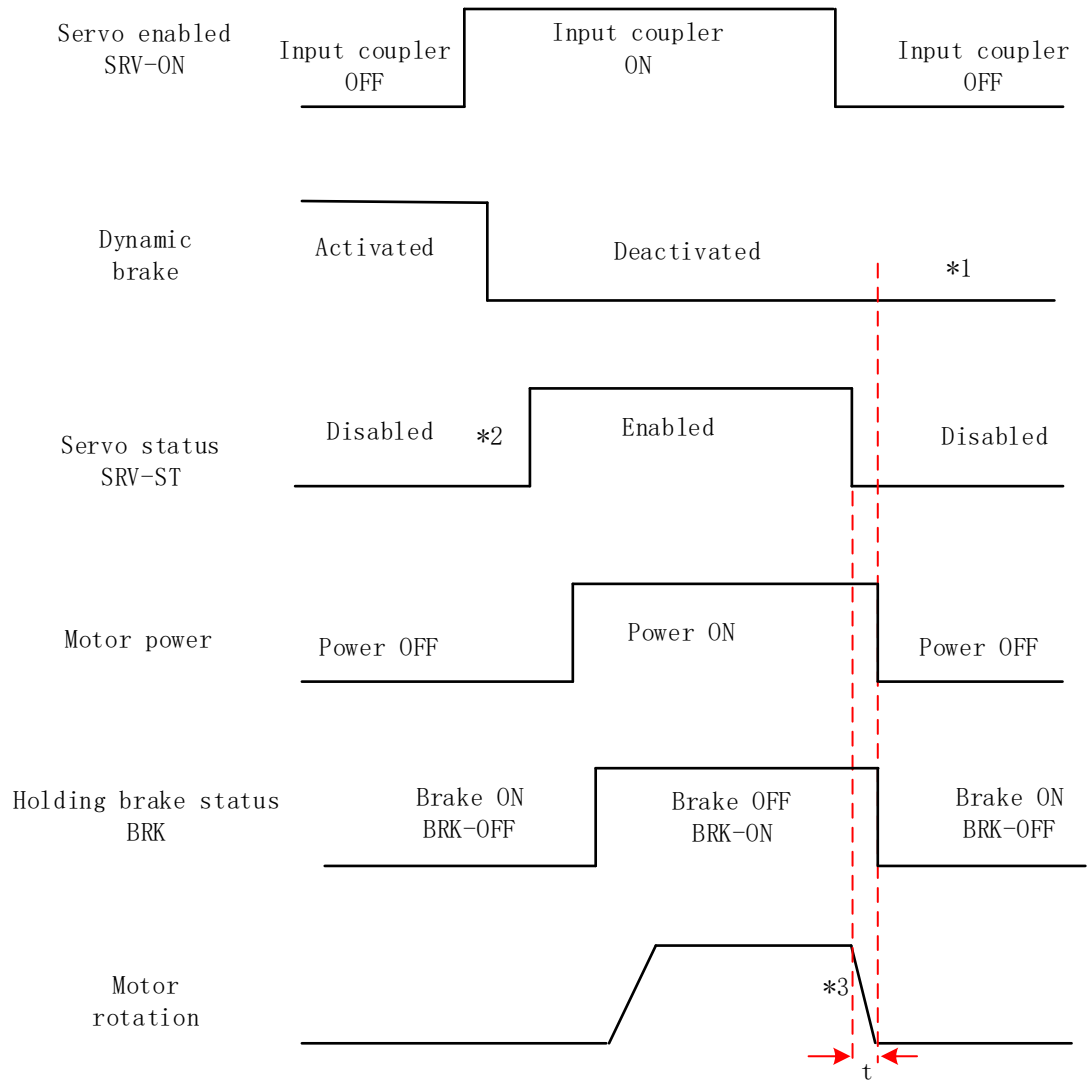 Servo enabled
SRV-ON
Input coupler
OFF
Input coupler
ON
Input coupler
OFF
Dynamic
brake
Activated
Deactivated
*1
Servo status
SRV-ST
Disabled
*2
Enabled
Disabled
Motor power
Power OFF
Power ON
Power OFF
Holding brake status
BRK
Brake ON
BRK-OFF
Brake OFF
BRK-ON
Brake ON
BRK-OFF
Motor
rotation
*3
t